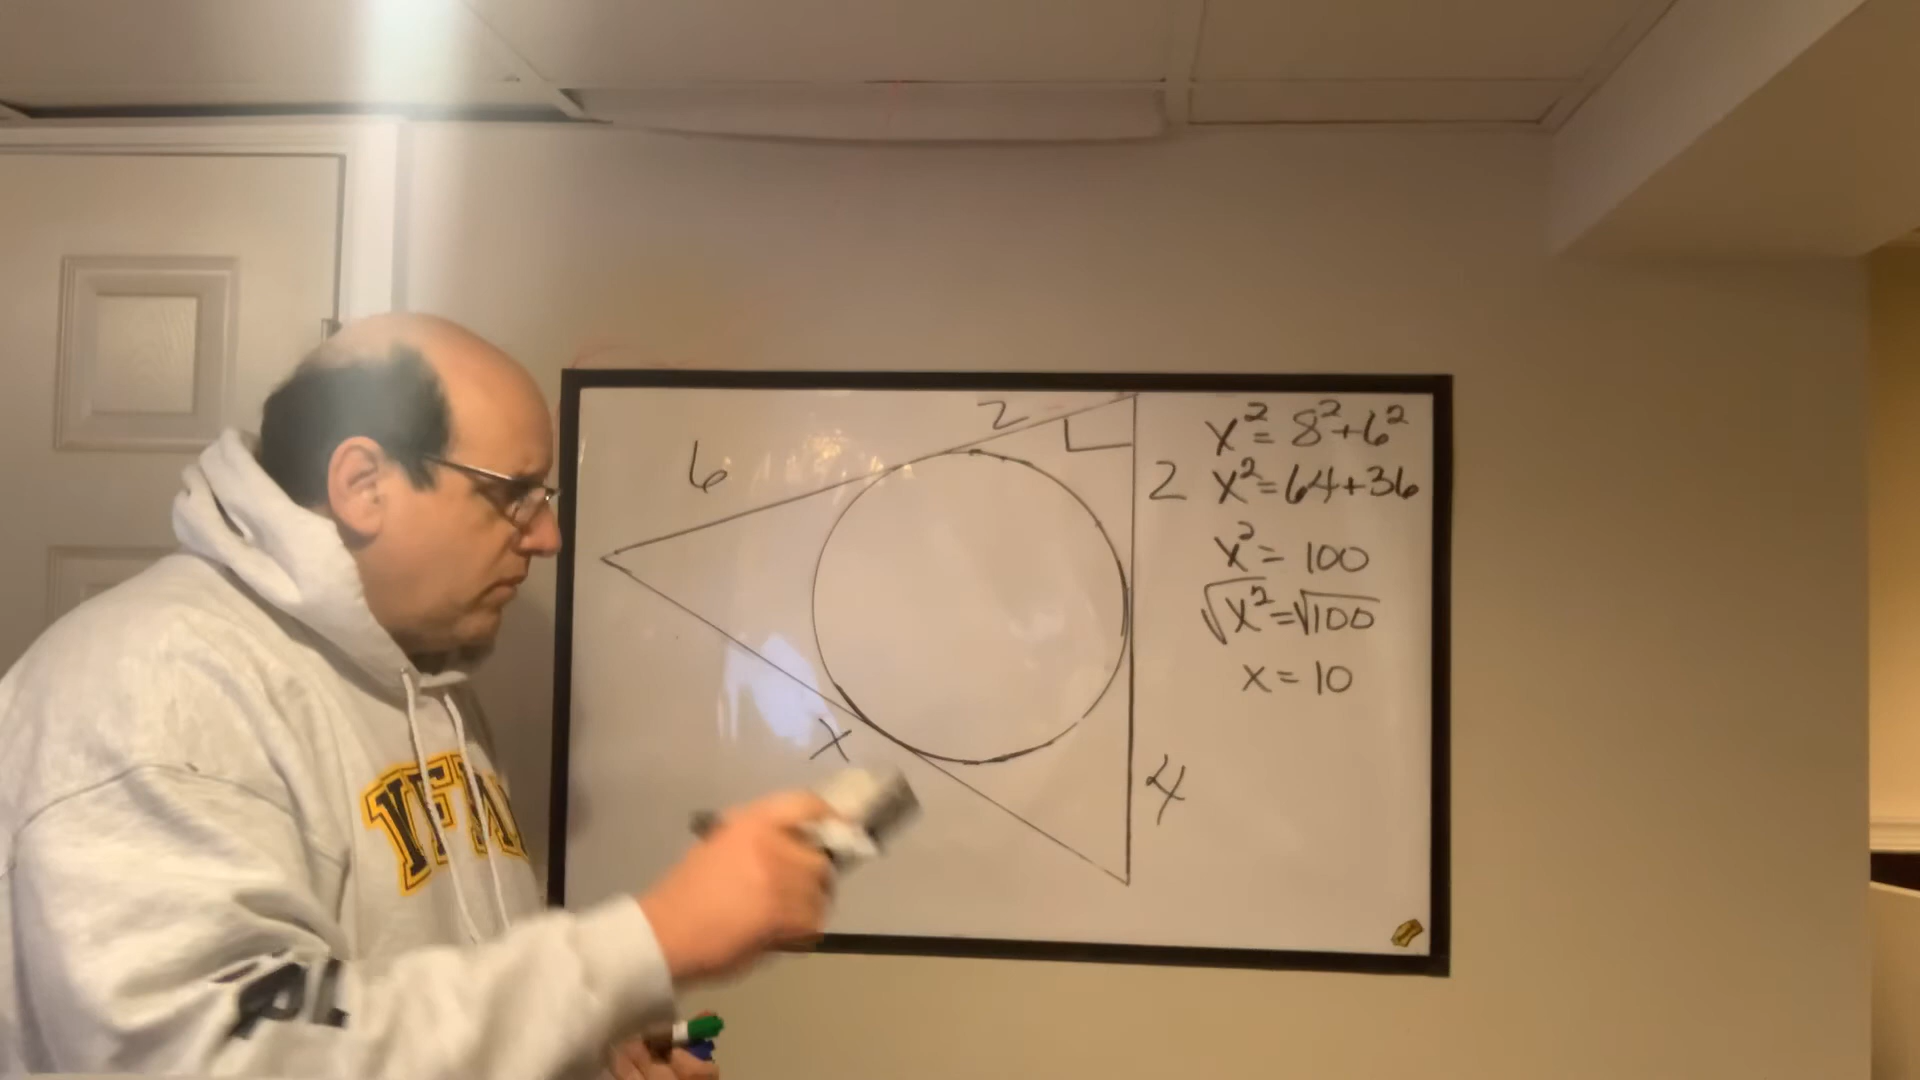 2
6
x² = 8² + 6²
2
x² = 64 + 36
x² = 100
√x² = √100
x = 10
x
4